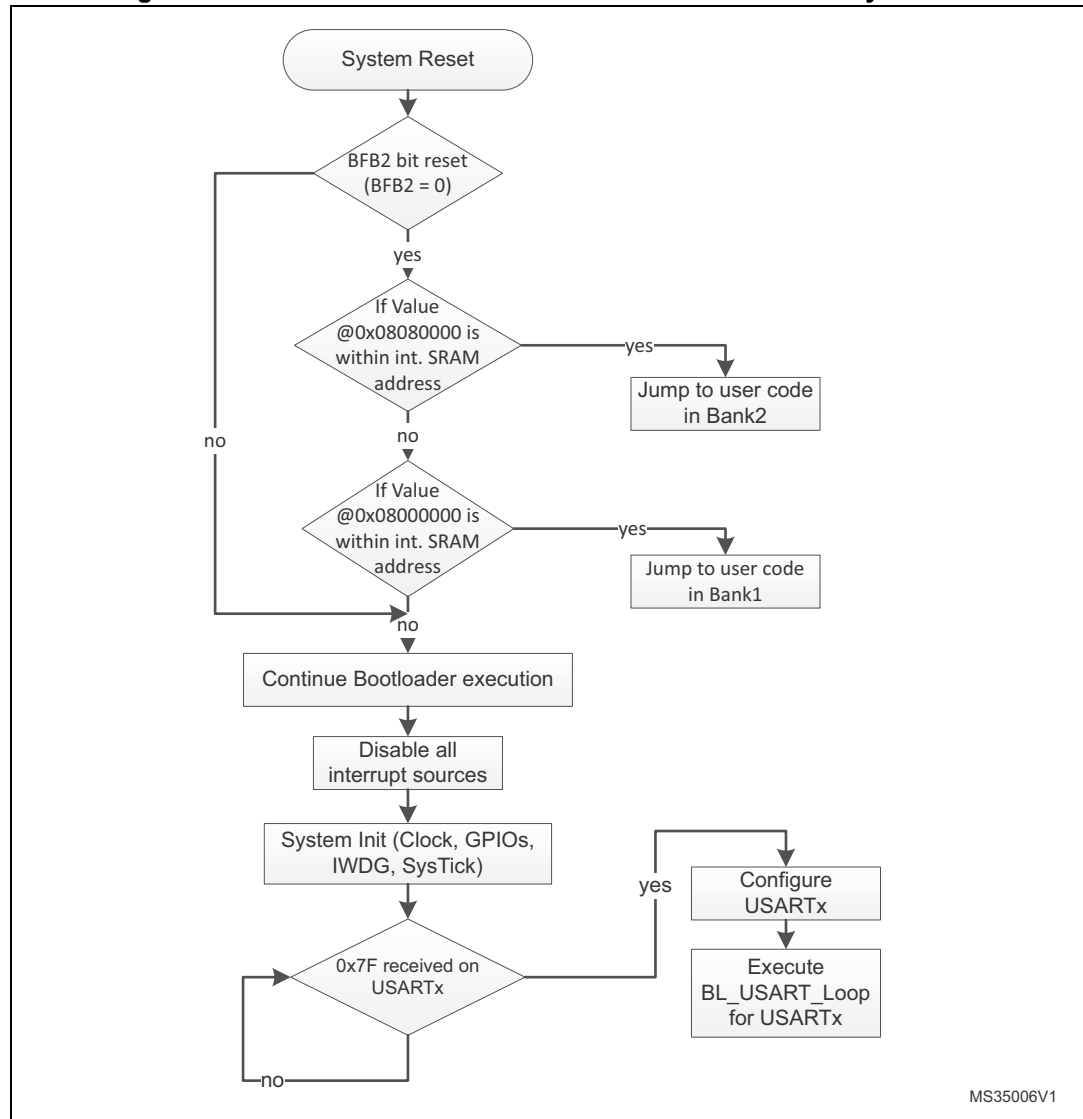 System Reset
BFB2 bit reset
(BFB2 = 0)
yes
If Value
@0x08080000 is
within int. SRAM
address
yes
Jump to user code
in Bank2
no
no
If Value
@0x08000000 is
within int. SRAM
address
yes
Jump to user code
in Bank1
no
Continue Bootloader execution
Disable all
interrupt sources
System Init (Clock, GPIOs,
IWDG, SysTick)
yes
Configure
USARTx
0x7F received on
USARTx
Execute
BL_USART_Loop
for USARTx
no
MS35006V1